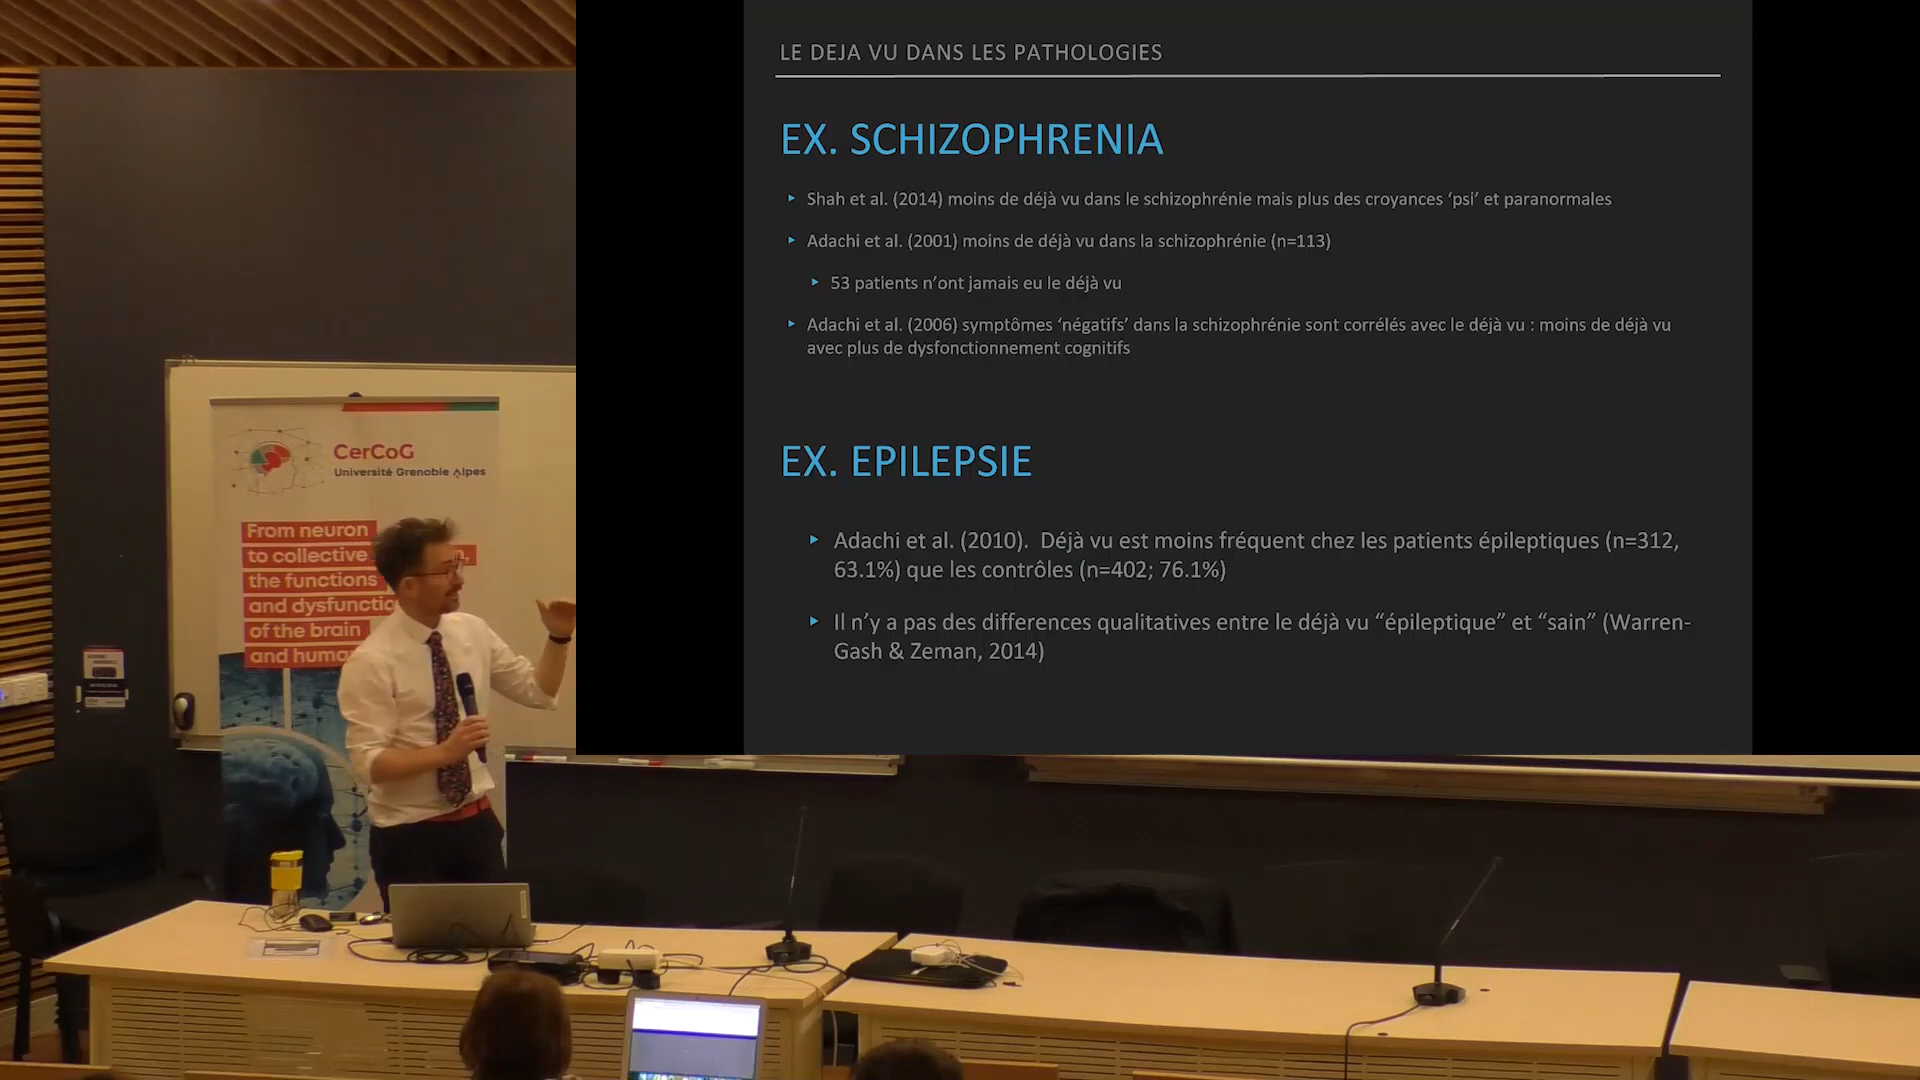 LE DEJA VU DANS LES PATHOLOGIES
EX. SCHIZOPHRENIA
Shah et al. (2014) moins de déjà vu dans le schizophrénie mais plus des croyances ‘psi’ et paranormales
Adachi et al. (2001) moins de déjà vu dans la schizophrénie (n=113)
53 patients n’ont jamais eu le déjà vu
Adachi et al. (2006) symptômes ‘négatifs’ dans la schizophrénie sont corrélés avec le déjà vu : moins de déjà vu
avec plus de dysfonctionnement cognitifs
EX. EPILEPSIE
Adachi et al. (2010). Déjà vu est moins fréquent chez les patients épileptiques (n=312,
63.1%) que les contrôles (n=402; 76.1%)
Il n’y a pas des differences qualitatives entre le déjà vu “épileptique” et “sain” (Warren-
Gash & Zeman, 2014)
CerCoG
Université Grenoble Alpes
From neuron
to collective
the functions
and
of the brain
and